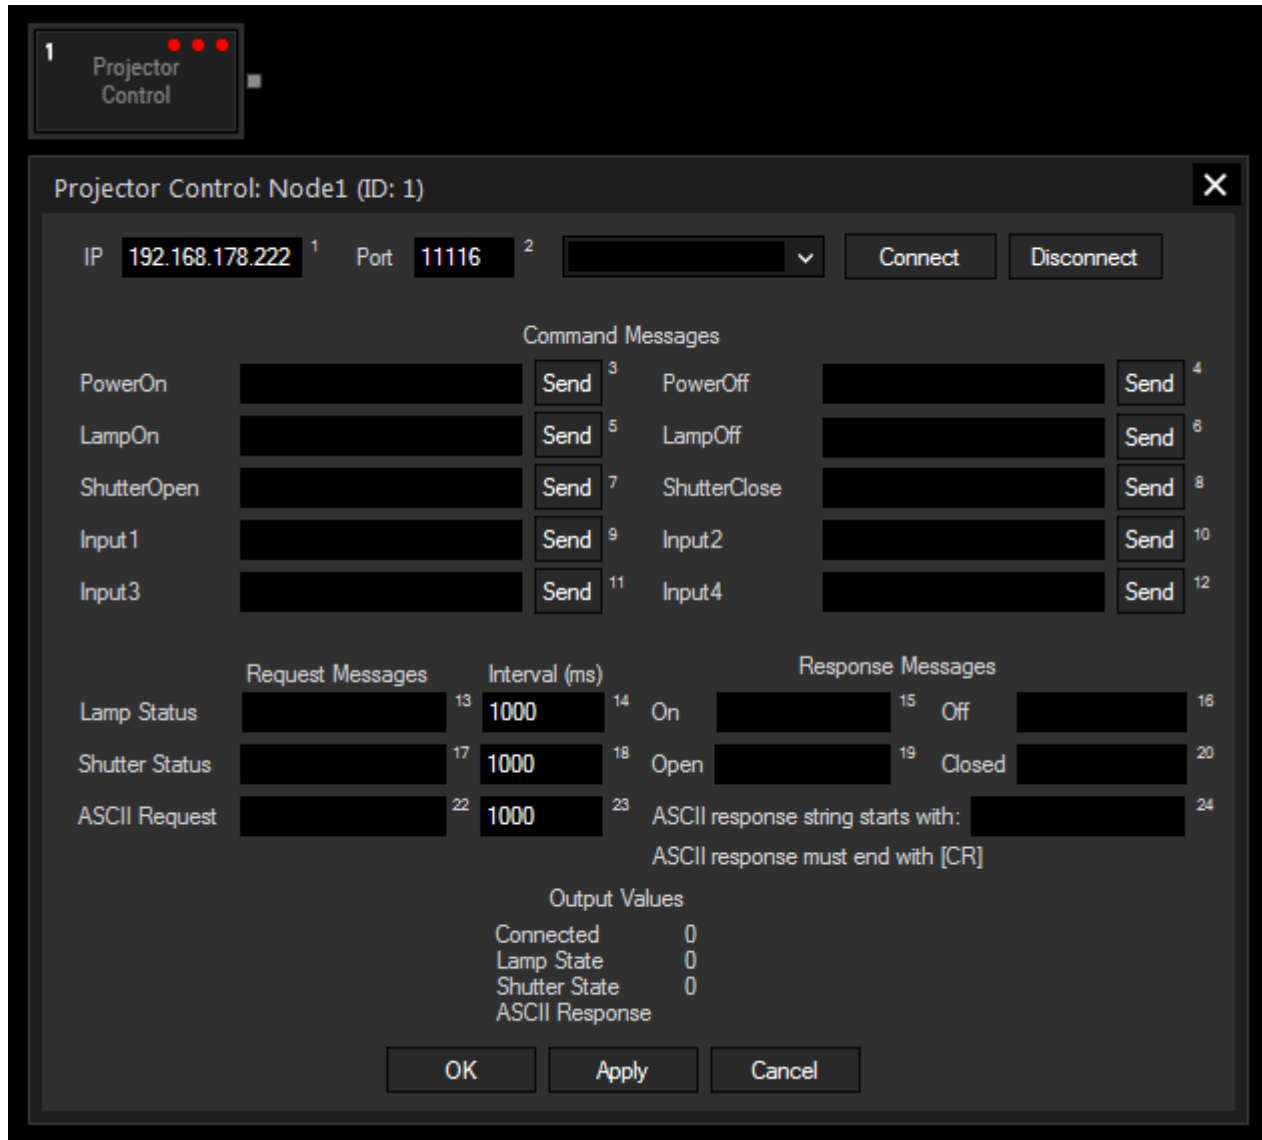 1
Projector
Control
Projector Control: Node1 (ID: 1)
IP 192.168.178.222 1 Port 11116 2 Connect Disconnect
Command Messages
PowerOn Send 3 PowerOff Send 4
LampOn Send 5 LampOff Send 6
ShutterOpen Send 7 ShutterClose Send 8
Input1 Send 9 Input2 Send 10
Input3 Send 11 Input4 Send 12
Request Messages Interval (ms) Response Messages
Lamp Status 13 1000 14 On 15 Off 16
Shutter Status 17 1000 18 Open 19 Closed 20
ASCII Request 22 1000 23 ASCII response string starts with: 24
ASCII response must end with [CR]
Output Values
Connected 0
Lamp State 0
Shutter State 0
ASCII Response
OK Apply Cancel